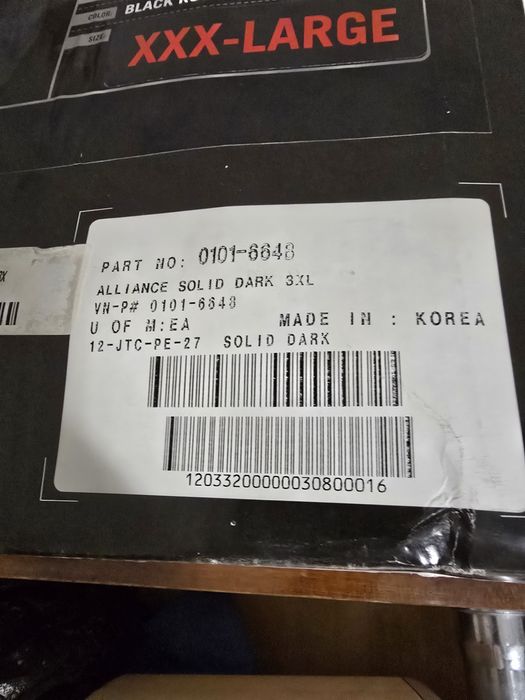 COLOR: BLACK
SIZE: XXX-LARGE
PART NO: 0101-6648
ALLIANCE SOLID DARK 3XL
VN-P# 0101-6648
U OF M:EA MADE IN : KOREA
12-JTC-PE-27 SOLID DARK
12033200000030800016